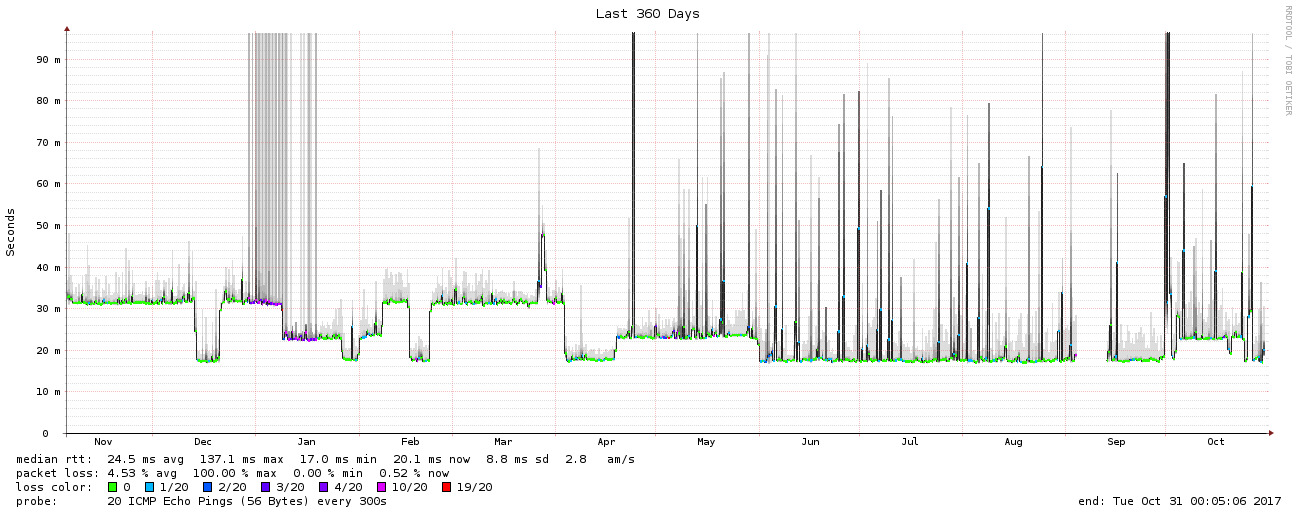 Last 360 Days
RRDTOOL / TOBI OETIKER
Seconds
90 m
80 m
70 m
60 m
50 m
40 m
30 m
20 m
10 m
0
Nov Dec Jan Feb Mar Apr May Jun Jul Aug Sep Oct
median rtt: 24.5 ms avg 137.1 ms max 17.0 ms min 20.1 ms now 8.8 ms sd 2.8 am/s
packet loss: 4.53 % avg 100.00 % max 0.00 % min 0.52 % now
loss color: 0 1/20 2/20 3/20 4/20 10/20 19/20
probe: 20 ICMP Echo Pings (56 Bytes) every 300s end: Tue Oct 31 00:05:06 2017